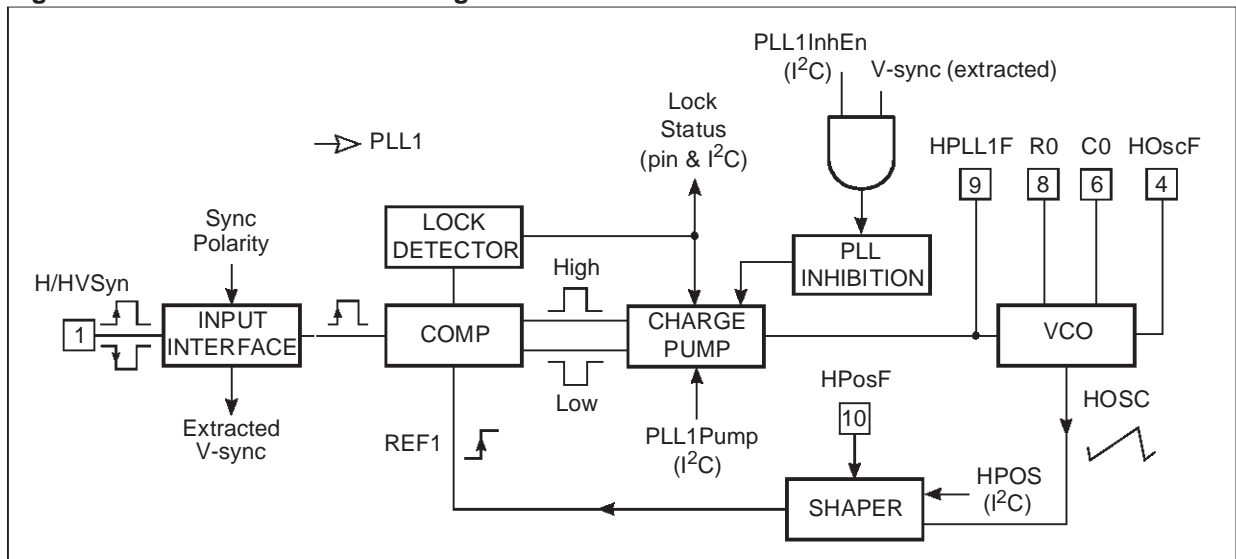 PLL1InhEn
(I²C)
V-sync (extracted)
Lock
Status
(pin & I²C)
PLL1
HPLL1F
R0
C0
HOscF
9
8
6
4
Sync
Polarity
LOCK
DETECTOR
PLL
INHIBITION
High
H/HVSyn
1
INPUT
INTERFACE
COMP
CHARGE
PUMP
VCO
Low
HPosF
HOSC
Extracted
V-sync
REF1
PLL1Pump
(I²C)
10
SHAPER
HPOS
(I²C)